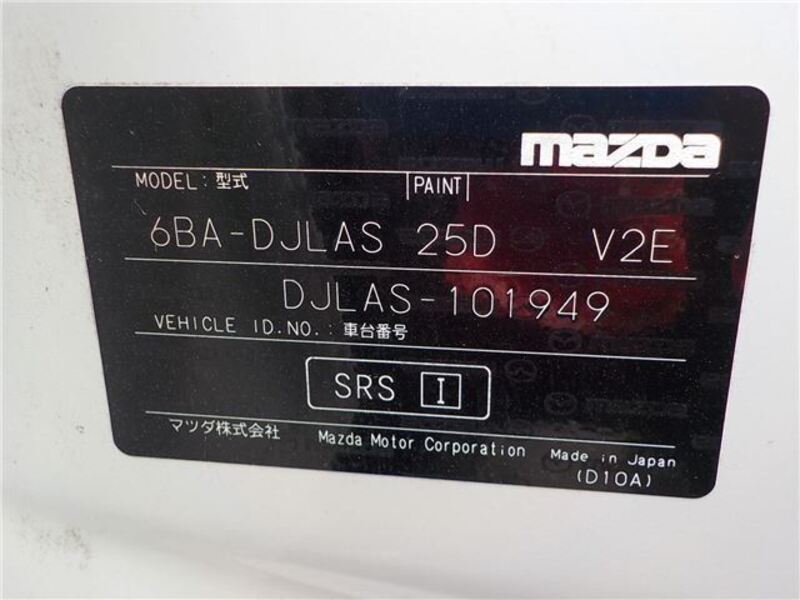 mazda
MODEL : 型式 PAINT
6BA-DJLAS 25D V2E
DJLAS-101949
VEHICLE ID.NO. : 車台番号
SRS I
マツダ株式会社 Mazda Motor Corporation Made in Japan
(D10A)